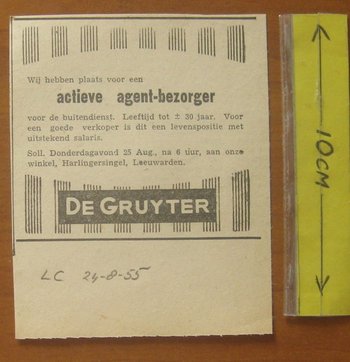 Wij hebben plaats voor een
actieve agent-bezorger
voor de buitendienst. Leeftijd tot ± 30 jaar. Voor
een goede verkoper is dit een levenspositie met
uitstekend salaris.
Soll. Donderdagavond 25 Aug., na 6 uur, aan onze
winkel, Harlingersingel, Leeuwarden.
DE GRUYTER
LC 24-8-55
10CM